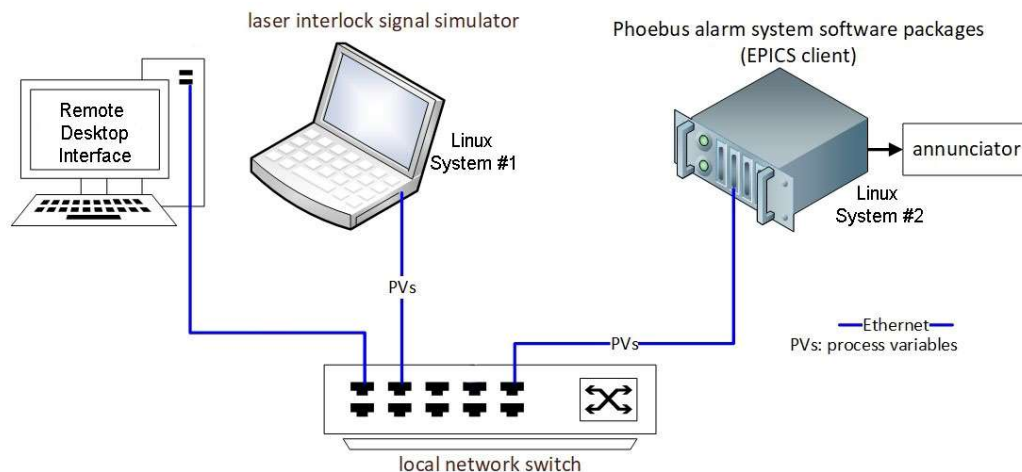 laser interlock signal simulator
Phoebus alarm system software packages
(EPICS client)
Remote
Desktop
Interface
Linux
System #1
annunciator
Linux
System #2
PVs
PVs
Ethernet
PVs: process variables
local network switch